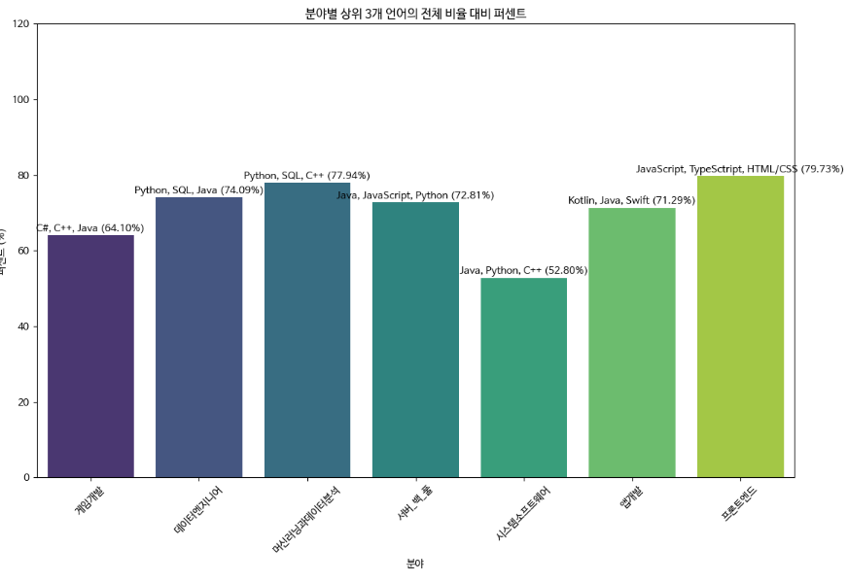 분야별 상위 3개 언어의 전체 비율 대비 퍼센트
120
100
80
60
40
20
0
퍼센트 (%)
C#, C++, Java (64.10%)
Python, SQL, Java (74.09%)
Python, SQL, C++ (77.94%)
Java, JavaScript, Python (72.81%)
Java, Python, C++ (52.80%)
Kotlin, Java, Swift (71.29%)
JavaScript, TypeSctript, HTML/CSS (79.73%)
게임개발
데이터엔지니어
머신러닝과데이터분석
서버_백_풀
시스템소프트웨어
앱개발
프론트엔드
분야